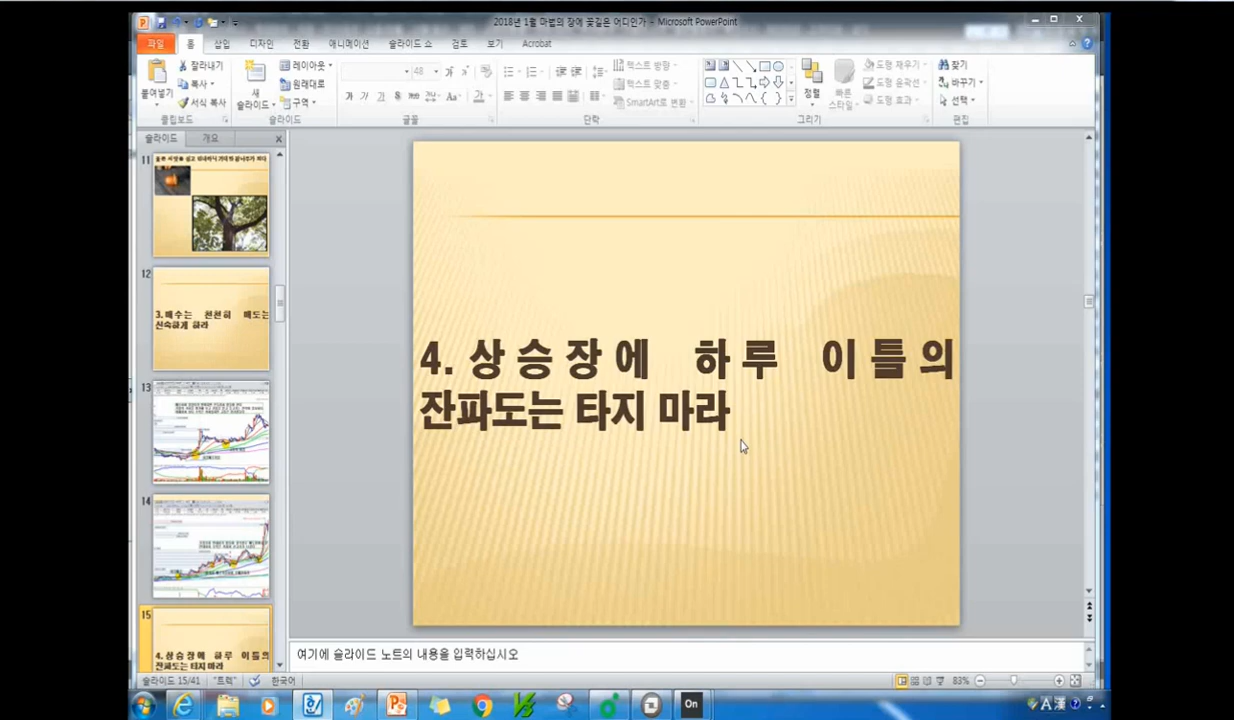 2018년 1월 마법의 장에 꽃길은 어디인가 - Microsoft PowerPoint
파일 홈 삽입 디자인 전환 애니메이션 슬라이드 쇼 검토 보기 Acrobat
잘라내기
복사
서식 복사
붙여넣기
클립보드
새
슬라이드
레이아웃
원래대로
구역
슬라이드
48
가 가 가
글꼴
텍스트 방향
텍스트 맞춤
SmartArt로 변환
단락
정렬
빠른
스타일
도형 채우기
도형 윤곽선
도형 효과
그리기
찾기
바꾸기
선택
편집
슬라이드 개요
11
12
3.매수는 천천히 매도는
신속하게 하라
13
14
15
4.상승장에 하루 이틀의
잔파도는 타지 마라
4. 상승장에 하루 이틀의
잔파도는 타지 마라
여기에 슬라이드 노트의 내용을 입력하십시오
슬라이드 15/41 "트렉" 한국어
83%
On
A 漢